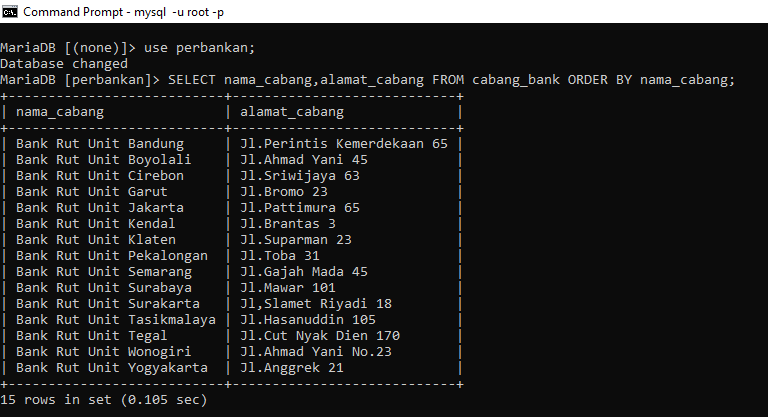 Command Prompt - mysql -u root -p
MariaDB [(none)]> use perbankan;
Database changed
MariaDB [perbankan]> SELECT nama_cabang,alamat_cabang FROM cabang_bank ORDER BY nama_cabang;
+---------------------------+----------------------------+
| nama_cabang               | alamat_cabang              |
+---------------------------+----------------------------+
| Bank Rut Unit Bandung     | Jl.Perintis Kemerdekaan 65 |
| Bank Rut Unit Boyolali    | Jl.Ahmad Yani 45           |
| Bank Rut Unit Cirebon     | Jl.Sriwijaya 63            |
| Bank Rut Unit Garut       | Jl.Bromo 23                |
| Bank Rut Unit Jakarta     | Jl.Pattimura 65            |
| Bank Rut Unit Kendal      | Jl.Brantas 3               |
| Bank Rut Unit Klaten      | Jl.Suparman 23             |
| Bank Rut Unit Pekalongan  | Jl.Toba 31                 |
| Bank Rut Unit Semarang    | Jl.Gajah Mada 45           |
| Bank Rut Unit Surabaya    | Jl.Mawar 101               |
| Bank Rut Unit Surakarta   | Jl,Slamet Riyadi 18        |
| Bank Rut Unit Tasikmalaya | Jl.Hasanuddin 105          |
| Bank Rut Unit Tegal       | Jl.Cut Nyak Dien 170       |
| Bank Rut Unit Wonogiri    | Jl.Ahmad Yani No.23        |
| Bank Rut Unit Yogyakarta  | Jl.Anggrek 21              |
+---------------------------+----------------------------+
15 rows in set (0.105 sec)